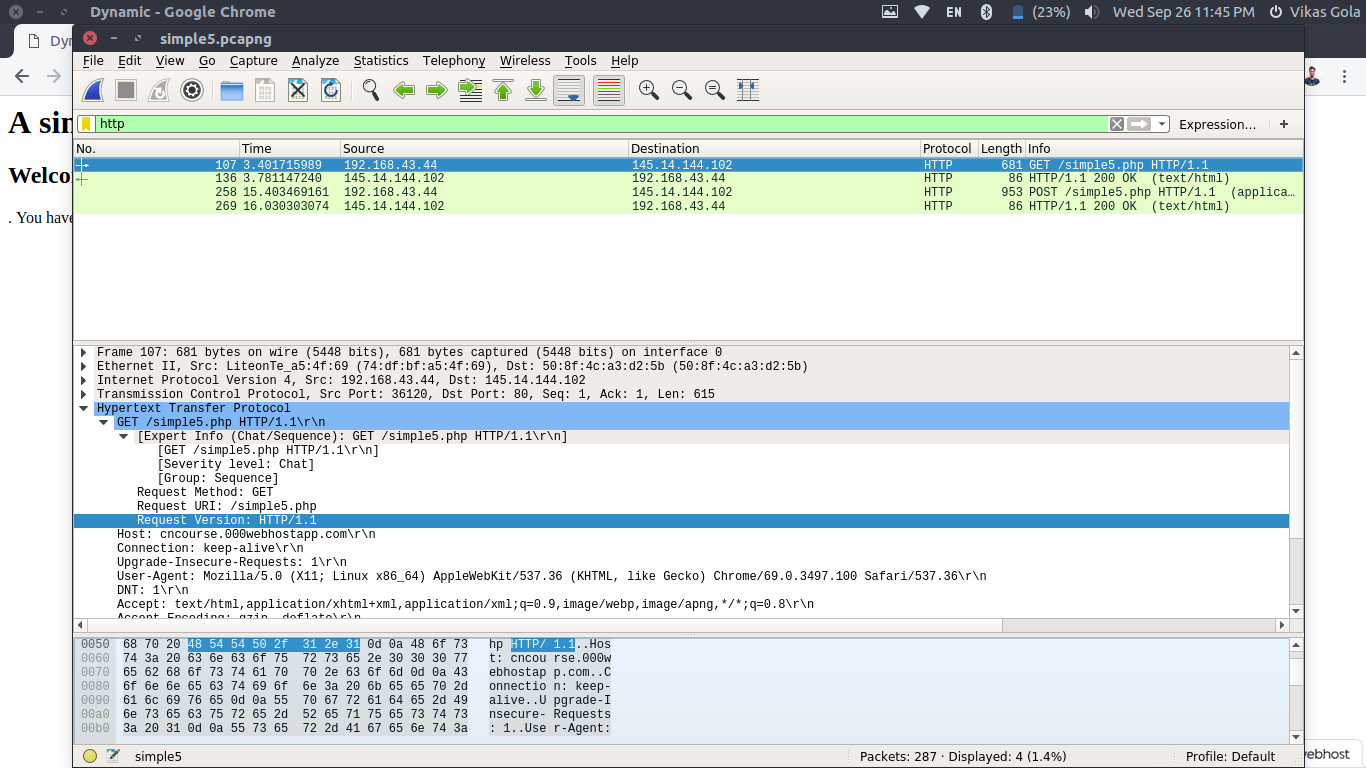 Dynamic - Google Chrome EN (23%) Wed Sep 26 11:45 PM Vikas Gola
simple5.pcapng
File Edit View Go Capture Analyze Statistics Telephony Wireless Tools Help
http Expression… +
No. Time Source Destination Protocol Length Info
107 3.401715989 192.168.43.44 145.14.144.102 HTTP 681 GET /simple5.php HTTP/1.1
136 3.781147240 145.14.144.102 192.168.43.44 HTTP 86 HTTP/1.1 200 OK (text/html)
258 15.403469161 192.168.43.44 145.14.144.102 HTTP 953 POST /simple5.php HTTP/1.1 (applica…
269 16.030303074 145.14.144.102 192.168.43.44 HTTP 86 HTTP/1.1 200 OK (text/html)
. You have
Frame 107: 681 bytes on wire (5448 bits), 681 bytes captured (5448 bits) on interface 0
Ethernet II, Src: LiteonTe_a5:4f:69 (74:df:bf:a5:4f:69), Dst: 50:8f:4c:a3:d2:5b (50:8f:4c:a3:d2:5b)
Internet Protocol Version 4, Src: 192.168.43.44, Dst: 145.14.144.102
Transmission Control Protocol, Src Port: 36120, Dst Port: 80, Seq: 1, Ack: 1, Len: 615
Hypertext Transfer Protocol
GET /simple5.php HTTP/1.1\r\n
[Expert Info (Chat/Sequence): GET /simple5.php HTTP/1.1\r\n]
[GET /simple5.php HTTP/1.1\r\n]
[Severity level: Chat]
[Group: Sequence]
Request Method: GET
Request URI: /simple5.php
Request Version: HTTP/1.1
Host: cncourse.000webhostapp.com\r\n
Connection: keep-alive\r\n
Upgrade-Insecure-Requests: 1\r\n
User-Agent: Mozilla/5.0 (X11; Linux x86_64) AppleWebKit/537.36 (KHTML, like Gecko) Chrome/69.0.3497.100 Safari/537.36\r\n
DNT: 1\r\n
Accept: text/html,application/xhtml+xml,application/xml;q=0.9,image/webp,image/apng,*/*;q=0.8\r\n
Accept-Encoding: gzip, deflate\r\n
0050 68 70 20 48 54 54 50 2f 31 2e 31 0d 0a 48 6f 73 hp HTTP/ 1.1..Hos
0060 74 3a 20 63 6e 63 6f 75 72 73 65 2e 30 30 30 77 t: cncou rse.000w
0070 65 62 68 6f 73 74 61 70 70 2e 63 6f 6d 0d 0a 43 ebhostap p.com..C
0080 6f 6e 6e 65 63 74 69 6f 6e 3a 20 6b 65 65 70 2d onnectio n: keep-
0090 61 6c 69 76 65 0d 0a 55 70 67 72 61 64 65 2d 49 alive..U pgrade-I
00a0 6e 73 65 63 75 72 65 2d 52 65 71 75 65 73 74 73 nsecure- Requests
00b0 3a 20 31 0d 0a 55 73 65 72 2d 41 67 65 6e 74 3a : 1..Use r-Agent:
simple5 Packets: 287 · Displayed: 4 (1.4%) Profile: Default